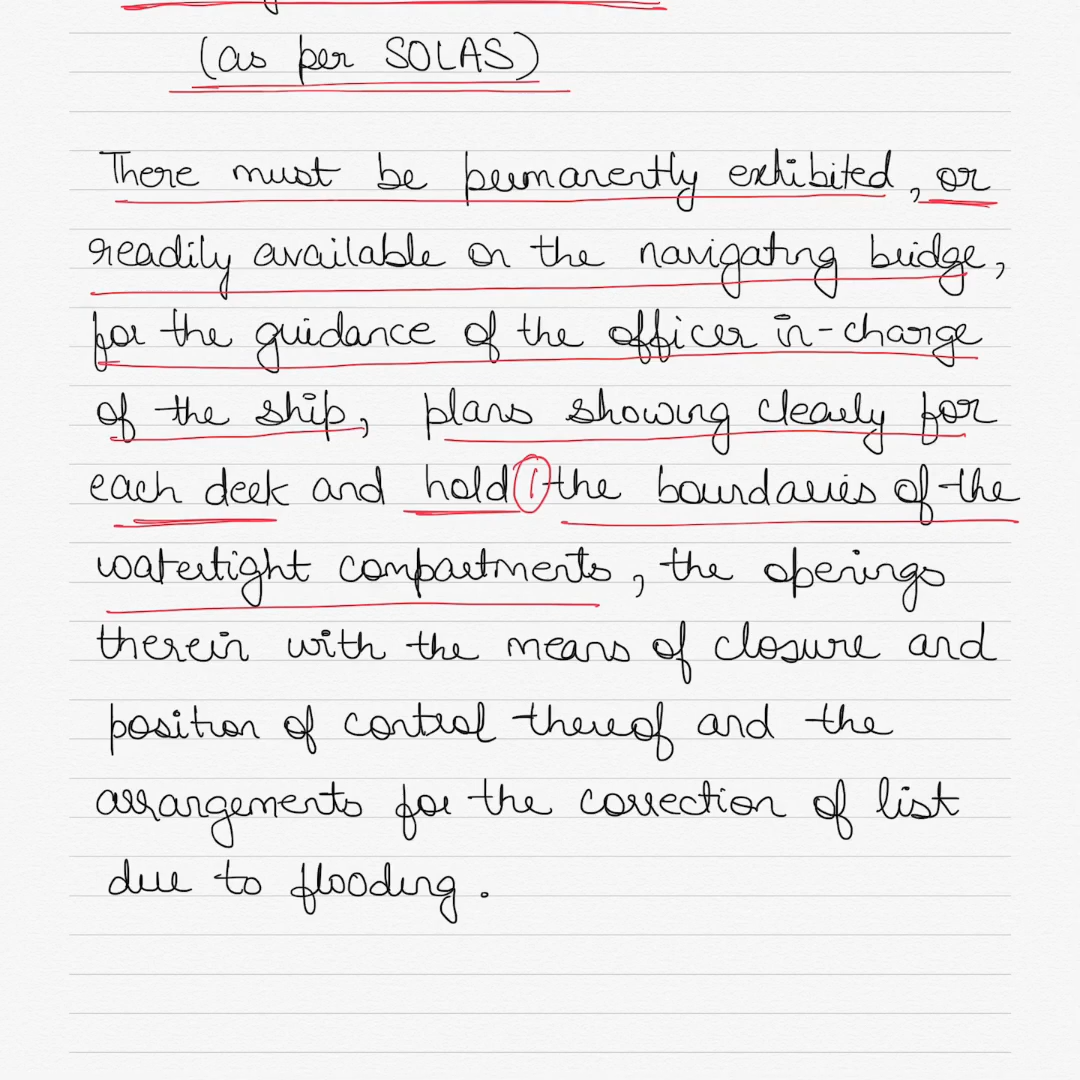 (as per SOLAS)
There must be permanently exhibited, or
readily available on the navigating bridge,
for the guidance of the officer in-charge
of the ship, plans showing clearly for
each deck and hold (1) the boundaries of the
watertight compartments, the openings
therein with the means of closure and
position of control thereof and the
arrangements for the correction of list
due to flooding.